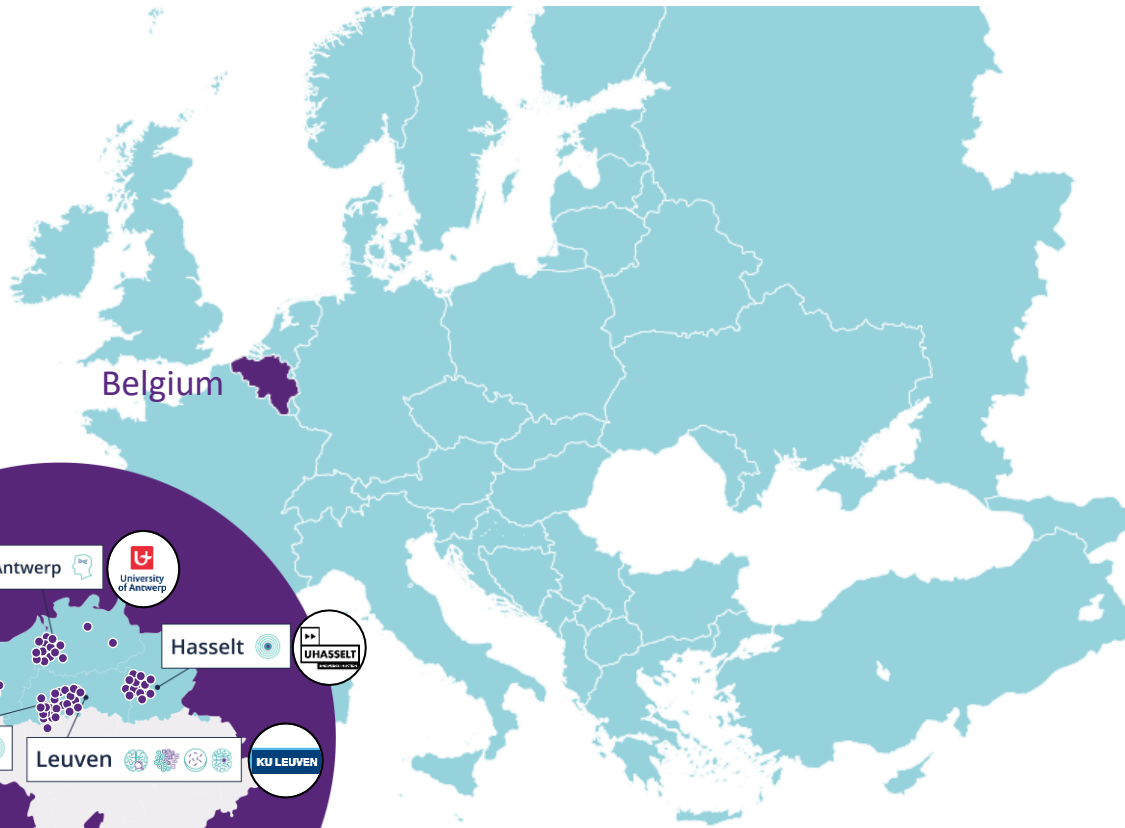 Belgium
Antwerp
University
of Antwerp
Hasselt
UHASSELT
Leuven
KU LEUVEN